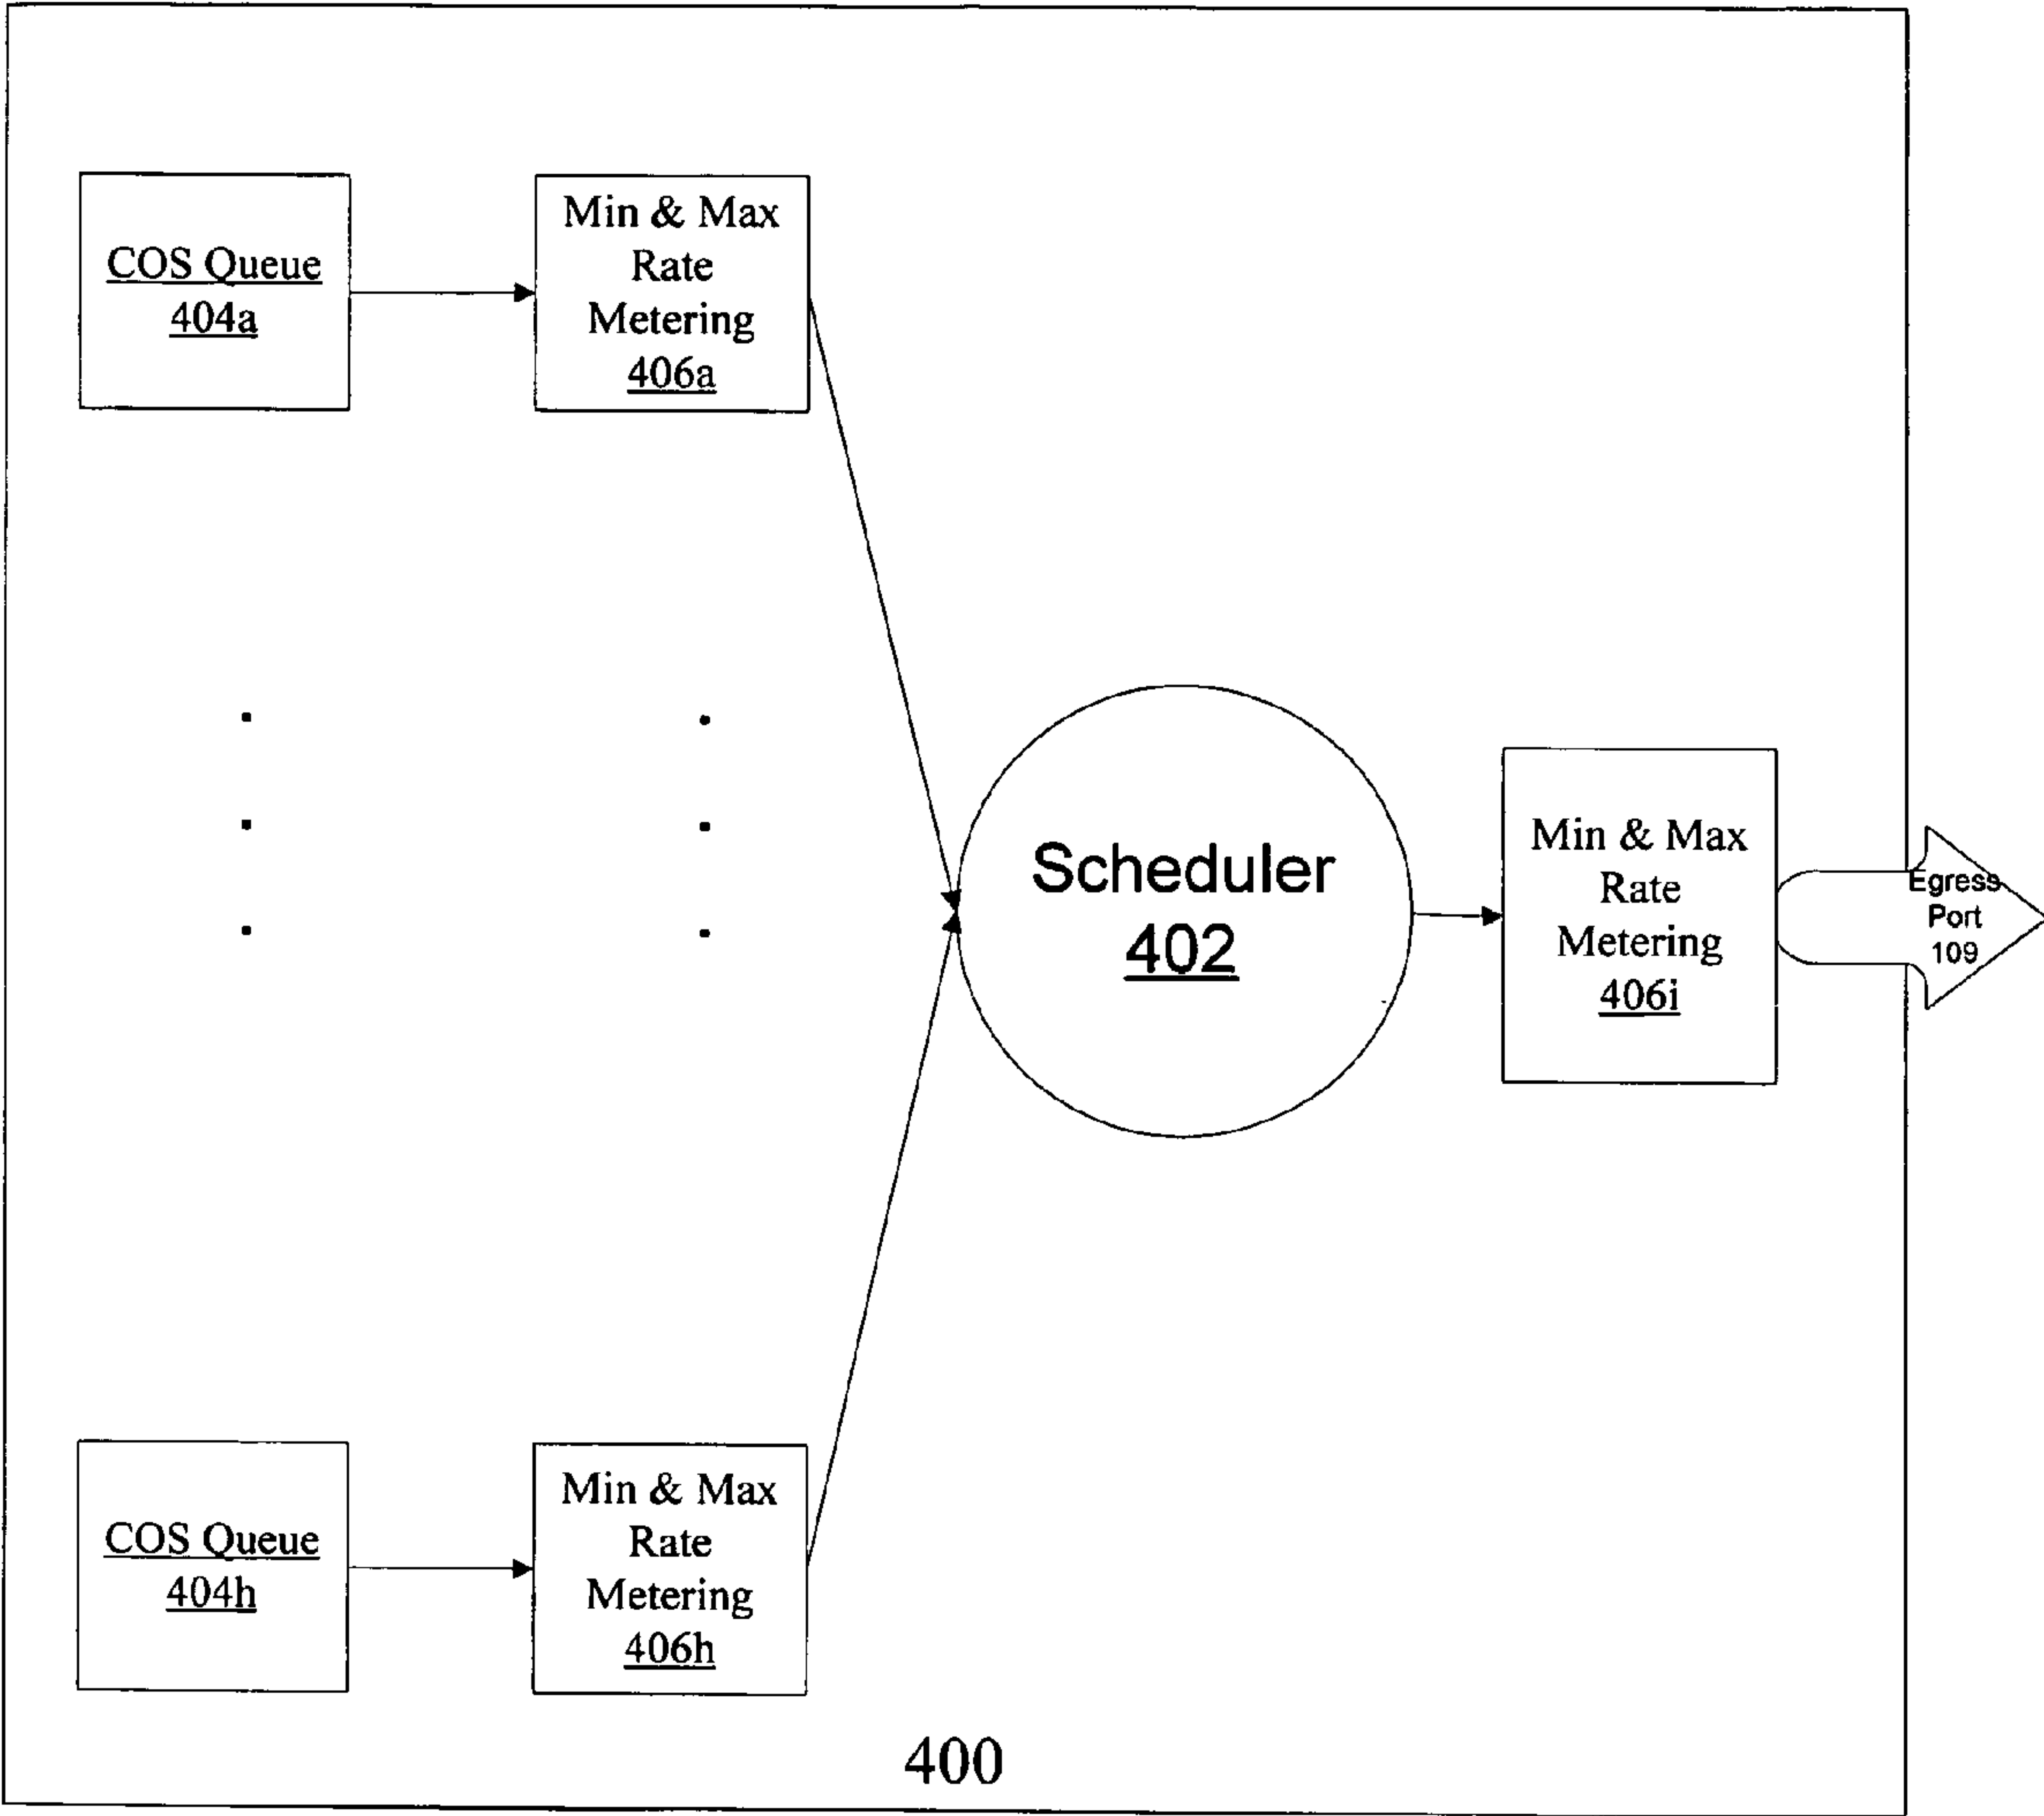 COS Queue
404a
Min & Max
Rate
Metering
406a
Scheduler
402
Min & Max
Rate
Metering
406i
Egress
Port
109
COS Queue
404h
Min & Max
Rate
Metering
406h
400